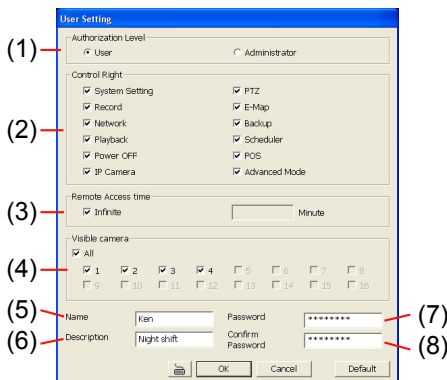 User Setting
Authorization Level
(1) User Administrator
Control Right
System Setting PTZ
Record E-Map
Network Backup
(2) Playback Scheduler
Power OFF POS
IP Camera Advanced Mode
Remote Access time
(3) Infinite Minute
Visible camera
All
(4) 1 2 3 4 5 6 7 8
9 10 11 12 13 14 15 16
(5) Name Ken Password ******** (7)
(6) Description Night shift Confirm Password ******** (8)
OK Cancel Default